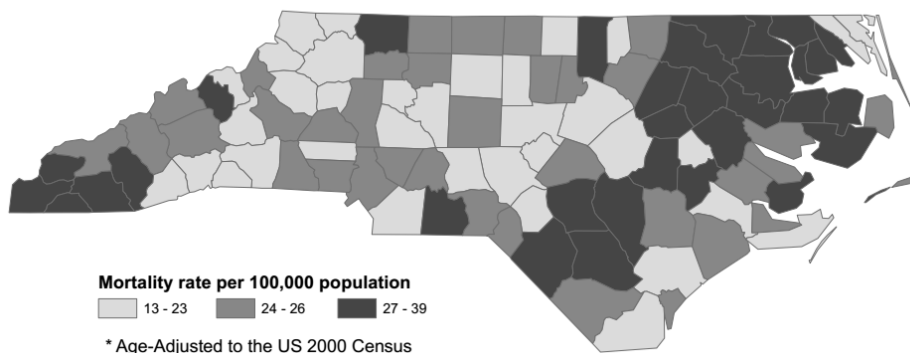 Mortality rate per 100,000 population
13 - 23 24 - 26 27 - 39
* Age-Adjusted to the US 2000 Census